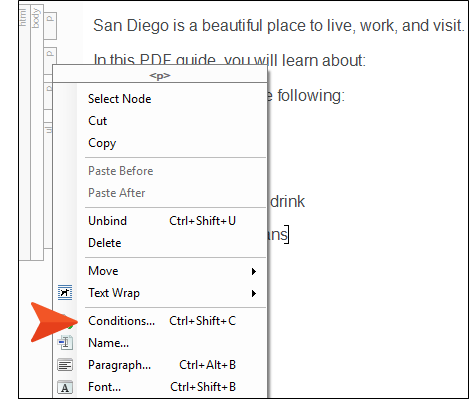 html
body
p
p
p
ul
San Diego is a beautiful place to live, work, and visit.
In this PDF guide, you will learn about:
e following:
drink
ans
<p>
Select Node
Cut
Copy
Paste Before
Paste After
Unbind Ctrl+Shift+U
Delete
Move
Text Wrap
Conditions... Ctrl+Shift+C
Name...
Paragraph... Ctrl+Alt+B
Font... Ctrl+Shift+B